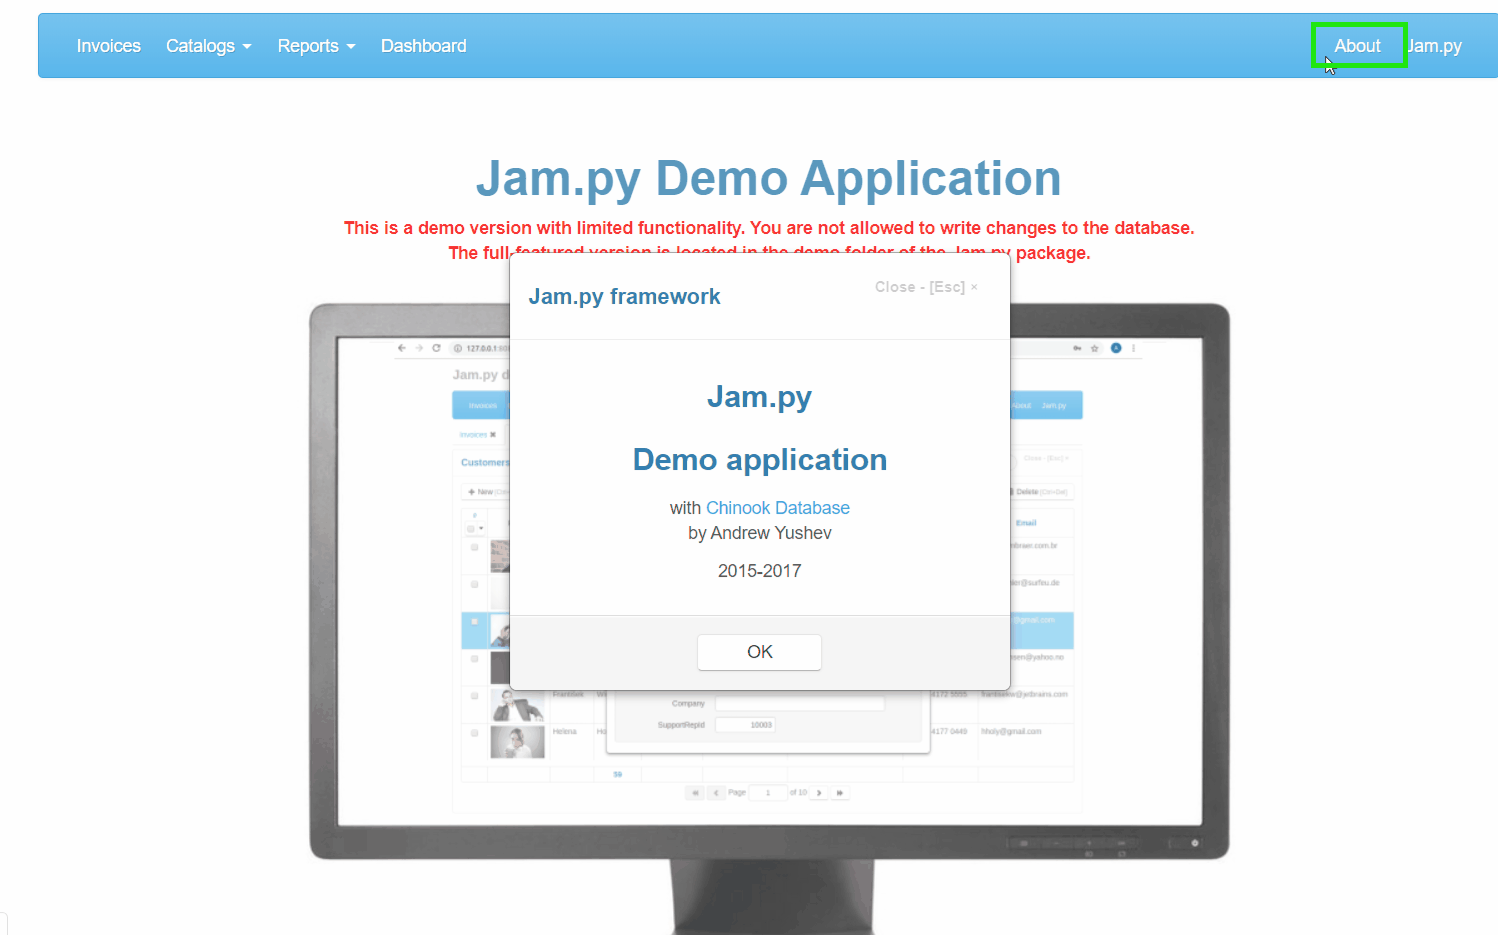 Invoices Catalogs Reports Dashboard About Jam.py
Jam.py Demo Application
This is a demo version with limited functionality. You are not allowed to write changes to the database.
The full-featured version is located in the demo folder of the Jam.py package.
Jam.py framework
Close - [Esc] ×
Jam.py
Demo application
with Chinook Database
by Andrew Yushev
2015-2017
OK
127.0.0.1
Jam.py d
Invoices
About Jam.py
Invoices ✖
Close - [Esc] ×
Customers
New
Delete [Ctrl+Del]
#
Email
mbraer.com.br
@surfeu.de
@gmail.com
sen@yahoo.no
František
4172 5555
frantisekw@jetbrains.com
Company
SupportRepId 10003
Helena Ho
4177 0449 hholy@gmail.com
59
Page 1 of 10